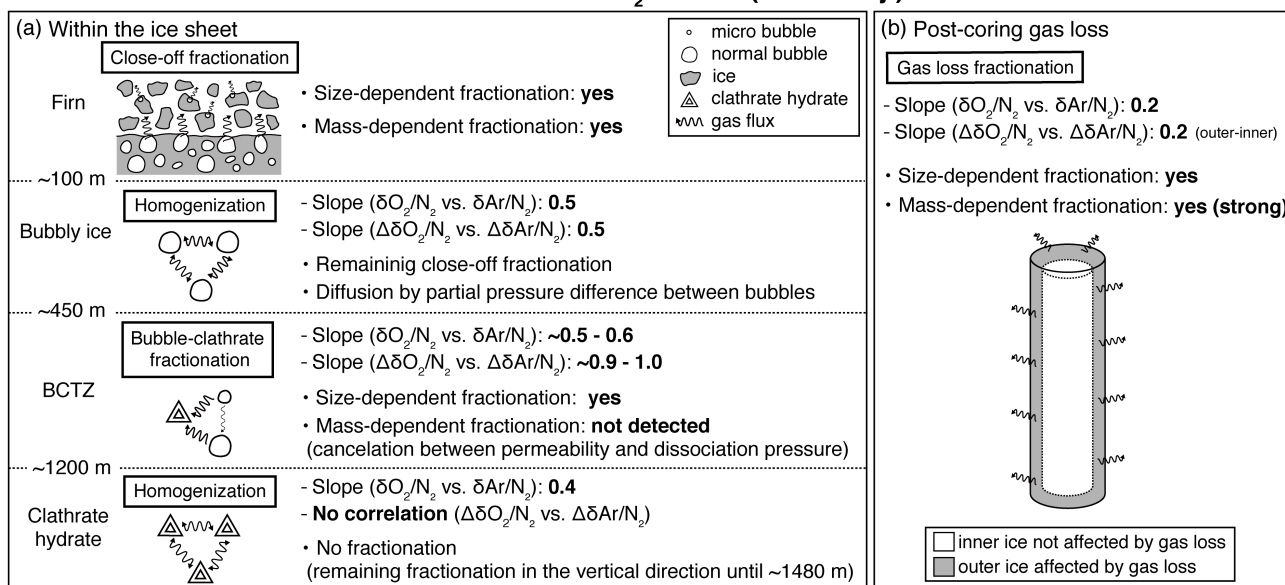 (a) Within the ice sheet
Close-off fractionation
Firn
· Size-dependent fractionation: yes
· Mass-dependent fractionation: yes
micro bubble
normal bubble
ice
clathrate hydrate
gas flux
~100 m
Homogenization
Bubbly ice
- Slope (δO₂/N₂ vs. δAr/N₂): 0.5
- Slope (ΔδO₂/N₂ vs. ΔδAr/N₂): 0.5
· Remaininig close-off fractionation
· Diffusion by partial pressure difference between bubbles
~450 m
Bubble-clathrate
fractionation
BCTZ
- Slope (δO₂/N₂ vs. δAr/N₂): ~0.5 - 0.6
- Slope (ΔδO₂/N₂ vs. ΔδAr/N₂): ~0.9 - 1.0
· Size-dependent fractionation: yes
· Mass-dependent fractionation: not detected
(cancelation between permeability and dissociation pressure)
~1200 m
Homogenization
Clathrate
hydrate
- Slope (δO₂/N₂ vs. δAr/N₂): 0.4
- No correlation (ΔδO₂/N₂ vs. ΔδAr/N₂)
· No fractionation
(remaining fractionation in the vertical direction until ~1480 m)
(b) Post-coring gas loss
Gas loss fractionation
- Slope (δO₂/N₂ vs. δAr/N₂): 0.2
- Slope (ΔδO₂/N₂ vs. ΔδAr/N₂): 0.2 (outer-inner)
· Size-dependent fractionation: yes
· Mass-dependent fractionation: yes (strong)
inner ice not affected by gas loss
outer ice affected by gas loss